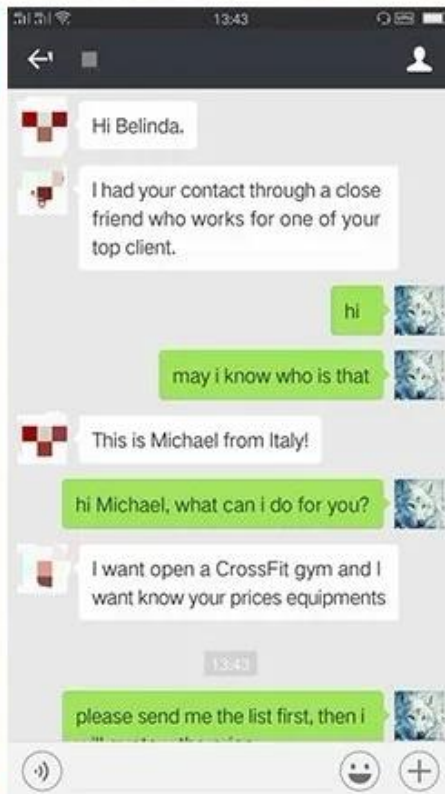 13:43
Hi Belinda.
I had your contact through a close
friend who works for one of your
top client.
hi
may i know who is that
This is Michael from Italy!
hi Michael, what can i do for you?
I want open a CrossFit gym and I
want know your prices equipments
13:43
please send me the list first, then i